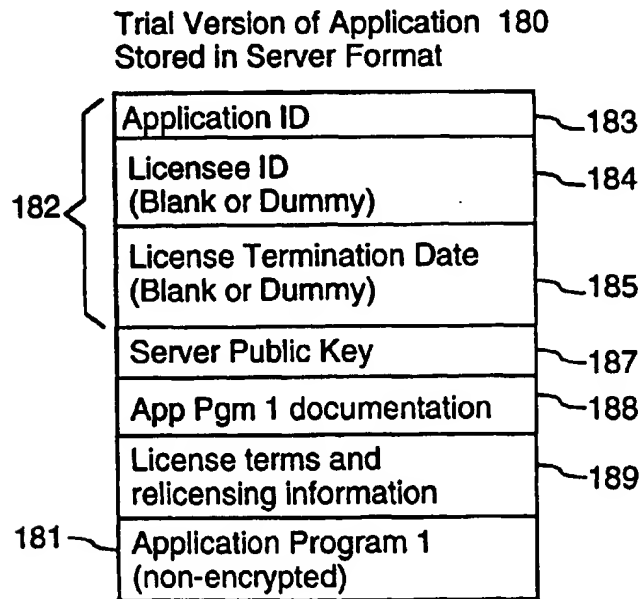 Trial Version of Application 180
Stored in Server Format
Application ID 183
Licensee ID
(Blank or Dummy) 184
182
License Termination Date
(Blank or Dummy) 185
Server Public Key 187
App Pgm 1 documentation 188
License terms and
relicensing information 189
181 Application Program 1
(non-encrypted)